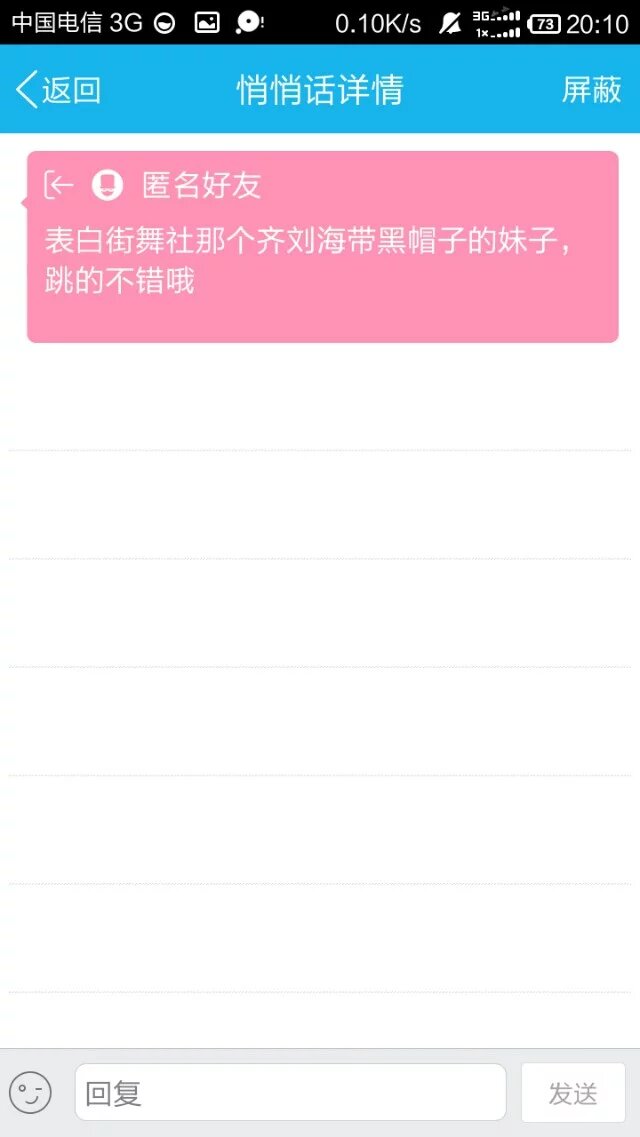 中国电信 3G 0.10K/s 3G 1x 73 20:10
返回 悄悄话详情 屏蔽
匿名好友
表白街舞社那个齐刘海带黑帽子的妹子，
跳的不错哦
回复 发送